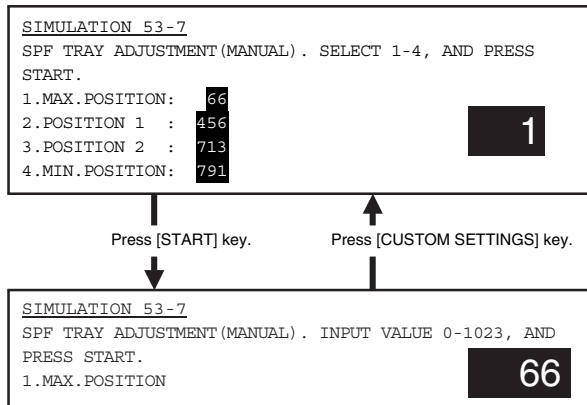 SIMULATION 53-7
SPF TRAY ADJUSTMENT(MANUAL). SELECT 1-4, AND PRESS
START.
1.MAX.POSITION: 66
2.POSITION 1 : 456
3.POSITION 2 : 713
4.MIN.POSITION: 791
1
Press [START] key.
Press [CUSTOM SETTINGS] key.
SIMULATION 53-7
SPF TRAY ADJUSTMENT(MANUAL). INPUT VALUE 0-1023, AND
PRESS START.
1.MAX.POSITION
66